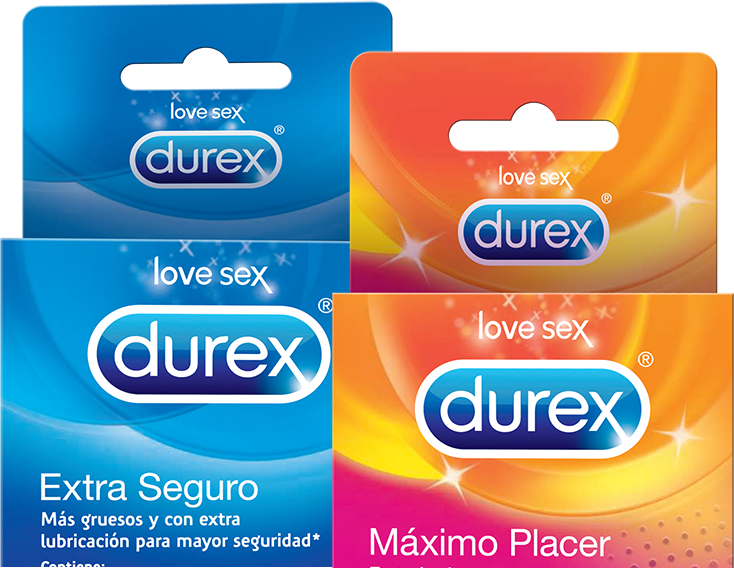 love sex
durex®
love sex
durex®
Extra Seguro
Más gruesos y con extra
lubricación para mayor seguridad*
Contiene:
love sex
durex®
love sex
durex®
Máximo Placer